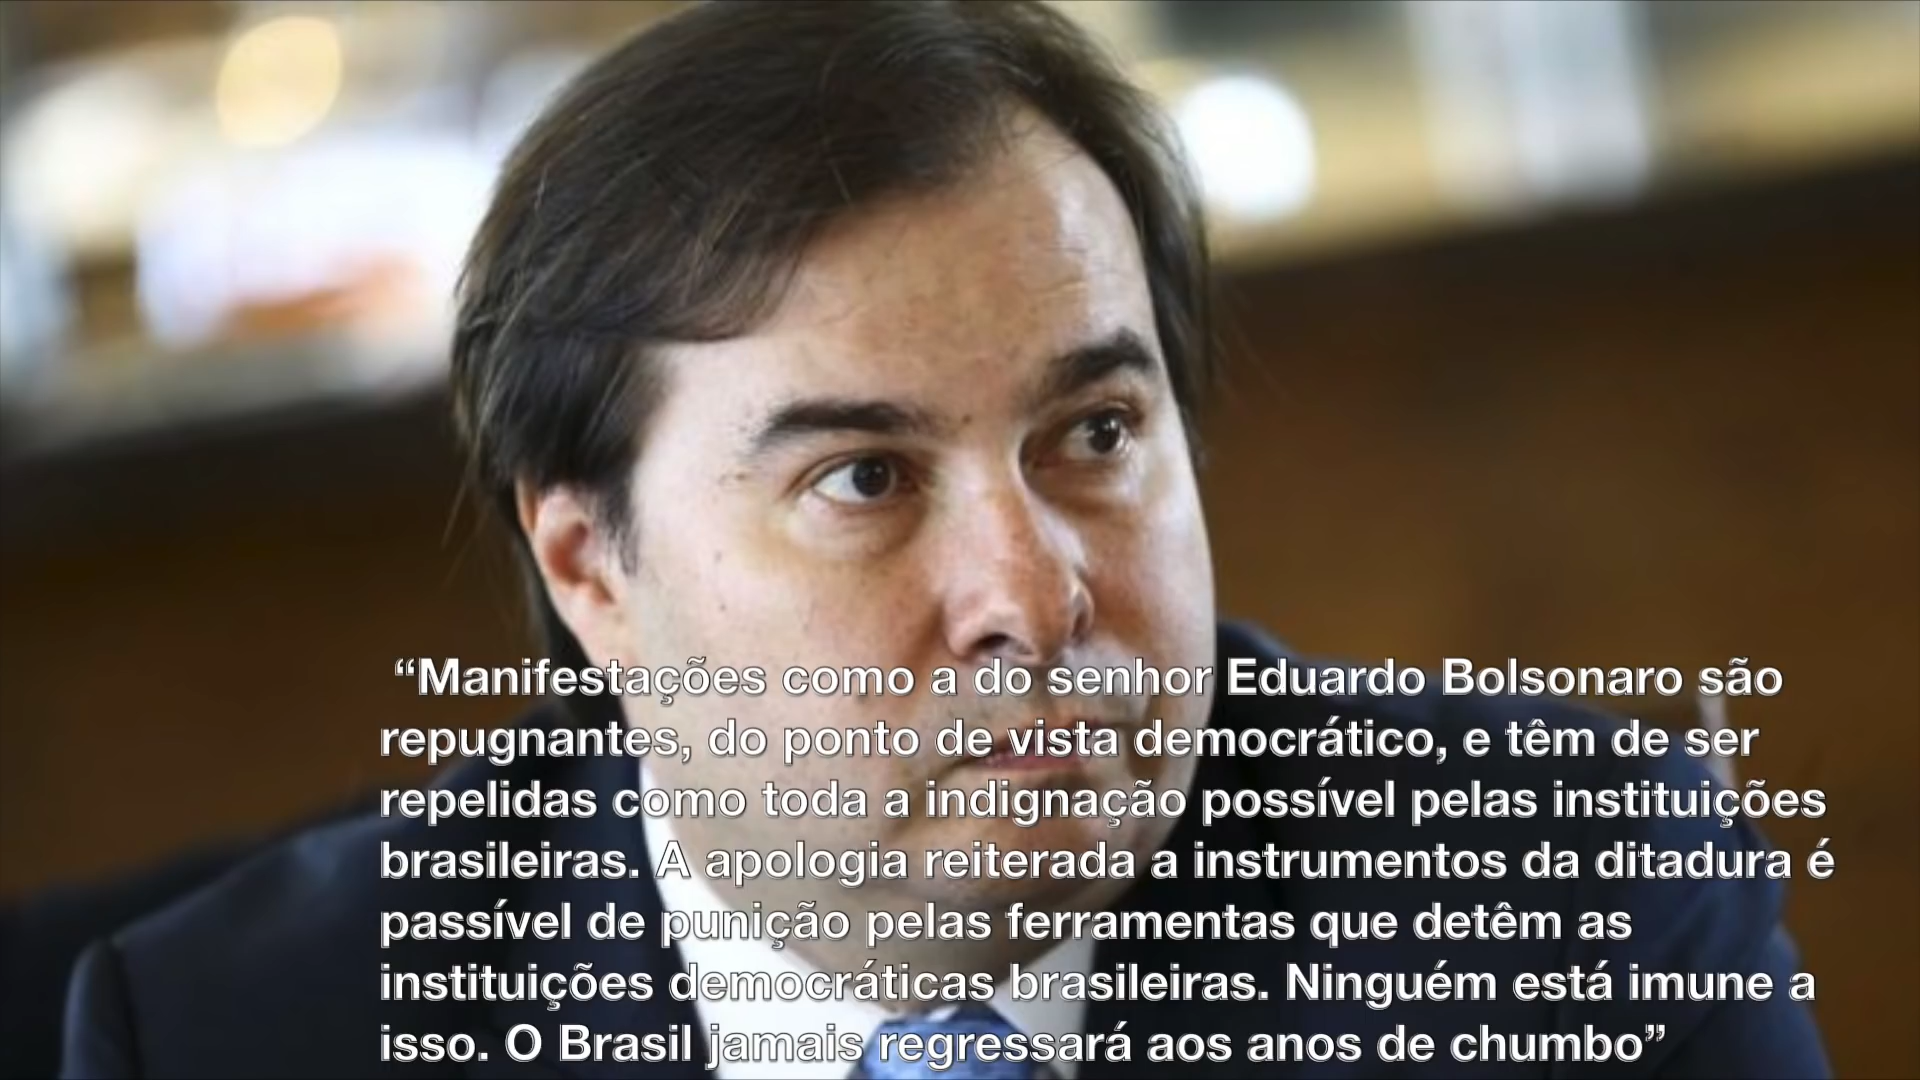 “Manifestações como a do senhor Eduardo Bolsonaro são
repugnantes, do ponto de vista democrático, e têm de ser
repelidas como toda a indignação possível pelas instituições
brasileiras. A apologia reiterada a instrumentos da ditadura é
passível de punição pelas ferramentas que detêm as
instituições democráticas brasileiras. Ninguém está imune a
isso. O Brasil jamais regressará aos anos de chumbo”